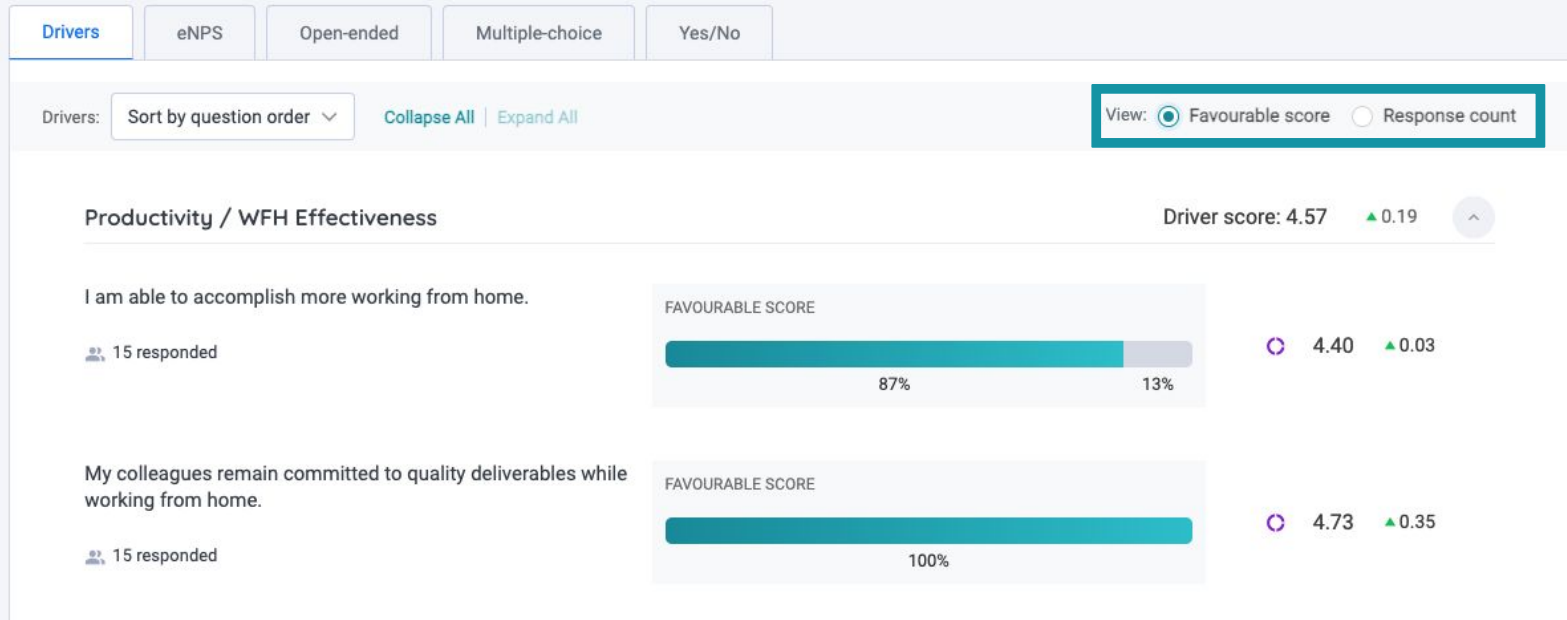 Drivers eNPS Open-ended Multiple-choice Yes/No
Drivers: Sort by question order Collapse All | Expand All View: Favourable score Response count
Productivity / WFH Effectiveness Driver score: 4.57 ▲ 0.19
I am able to accomplish more working from home.
15 responded
FAVOURABLE SCORE
87% 13%
4.40 ▲ 0.03
My colleagues remain committed to quality deliverables while
working from home.
15 responded
FAVOURABLE SCORE
100%
4.73 ▲ 0.35